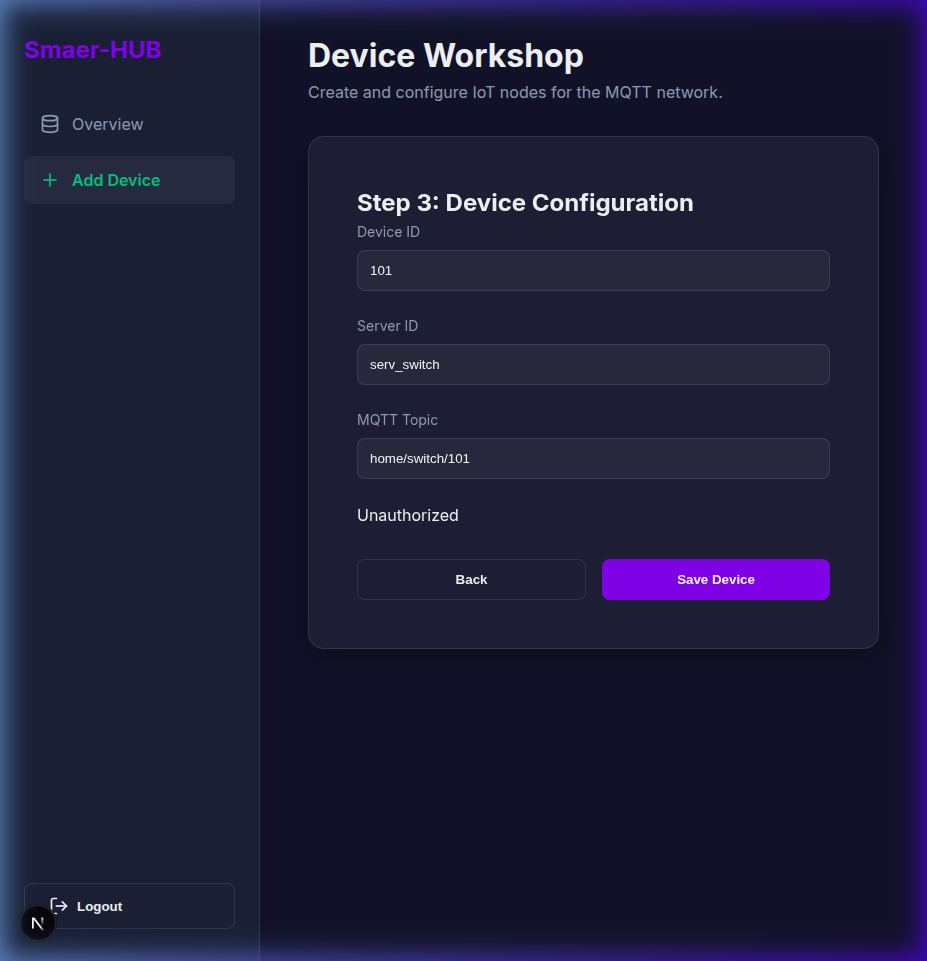 Smaer-HUB
Overview
Add Device
Logout
N
Device Workshop
Create and configure IoT nodes for the MQTT network.
Step 3: Device Configuration
Device ID
101
Server ID
serv_switch
MQTT Topic
home/switch/101
Unauthorized
Back
Save Device